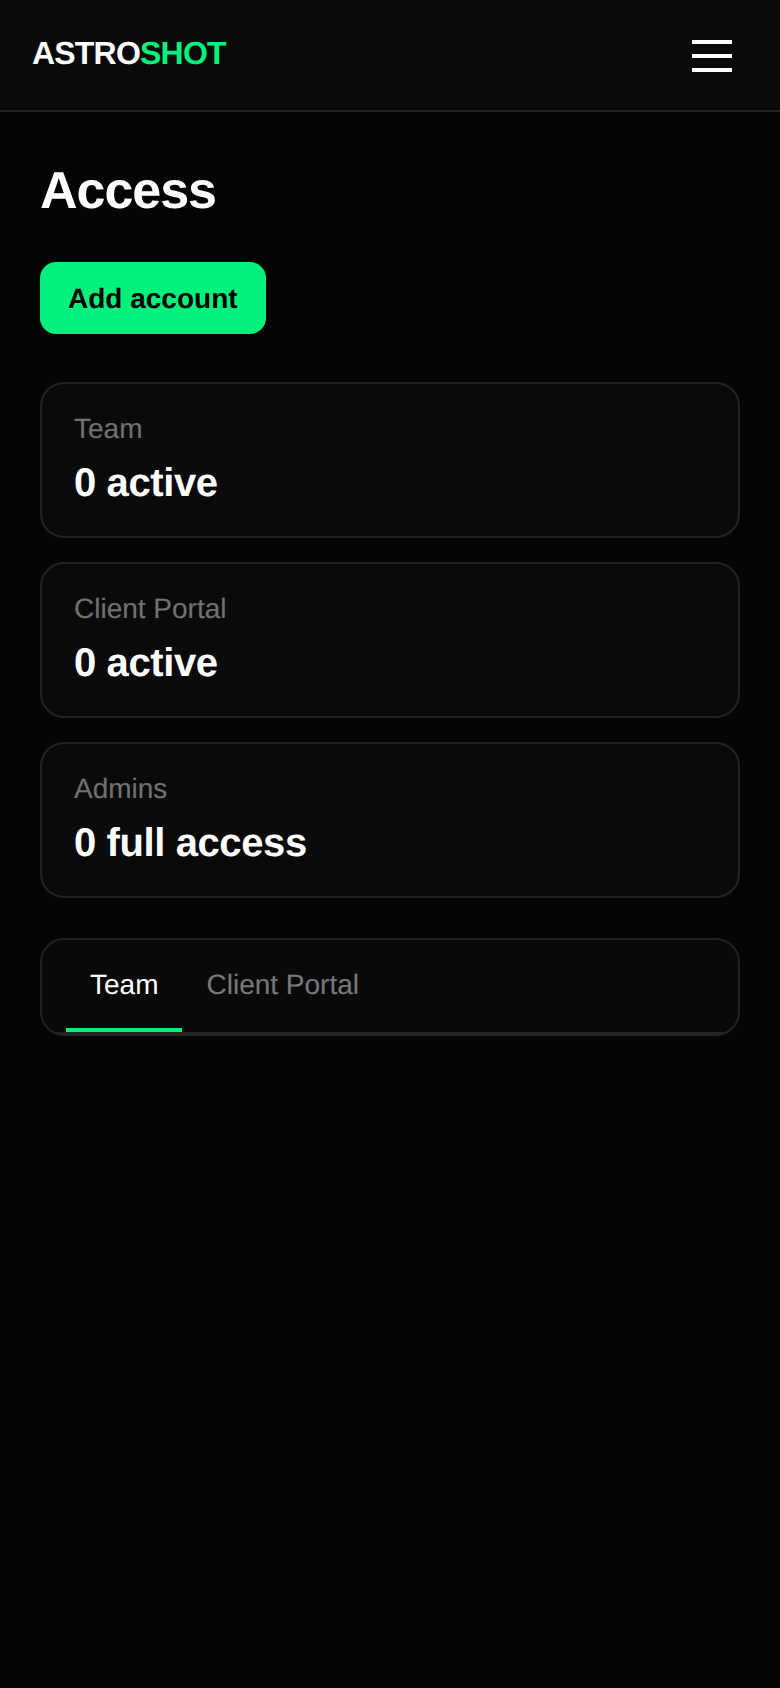 ASTROSHOT
Access
Add account
Team
0 active
Client Portal
0 active
Admins
0 full access
Team Client Portal